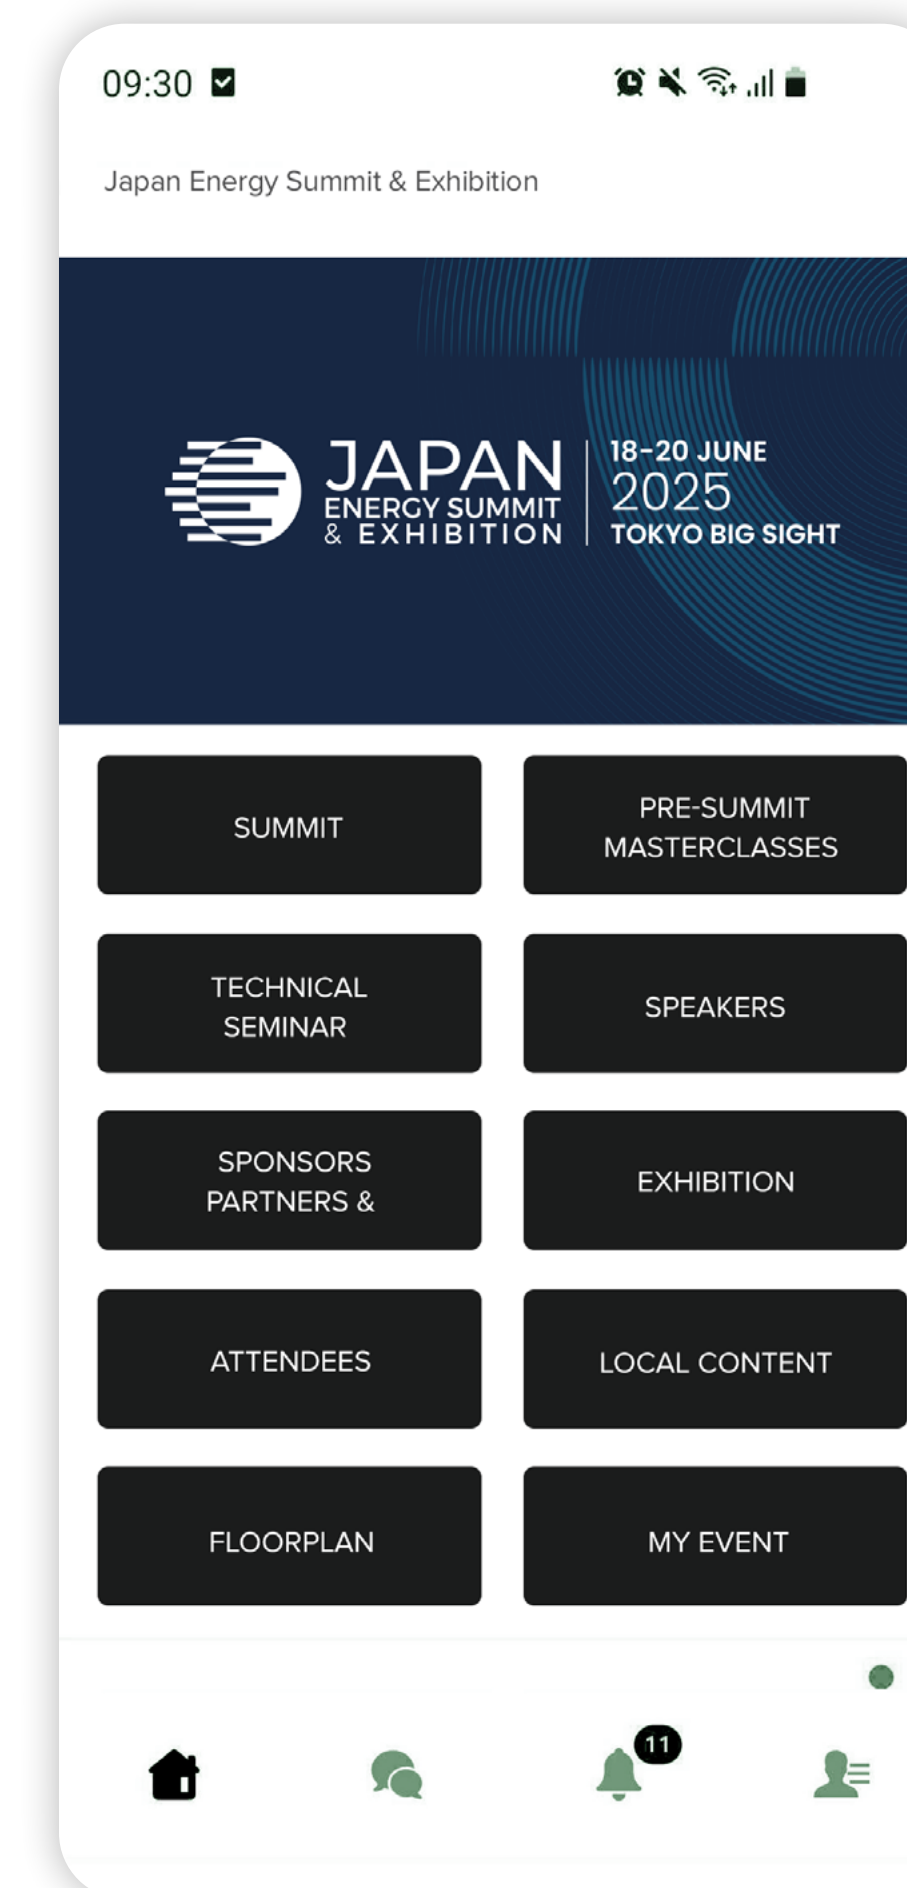 09:30
Japan Energy Summit & Exhibition
JAPAN
ENERGY SUMMIT
& EXHIBITION
18-20 JUNE
2025
TOKYO BIG SIGHT
SUMMIT
PRE-SUMMIT
MASTERCLASSES
TECHNICAL
SEMINAR
SPEAKERS
SPONSORS
PARTNERS &
EXHIBITION
ATTENDEES
LOCAL CONTENT
FLOORPLAN
MY EVENT
11